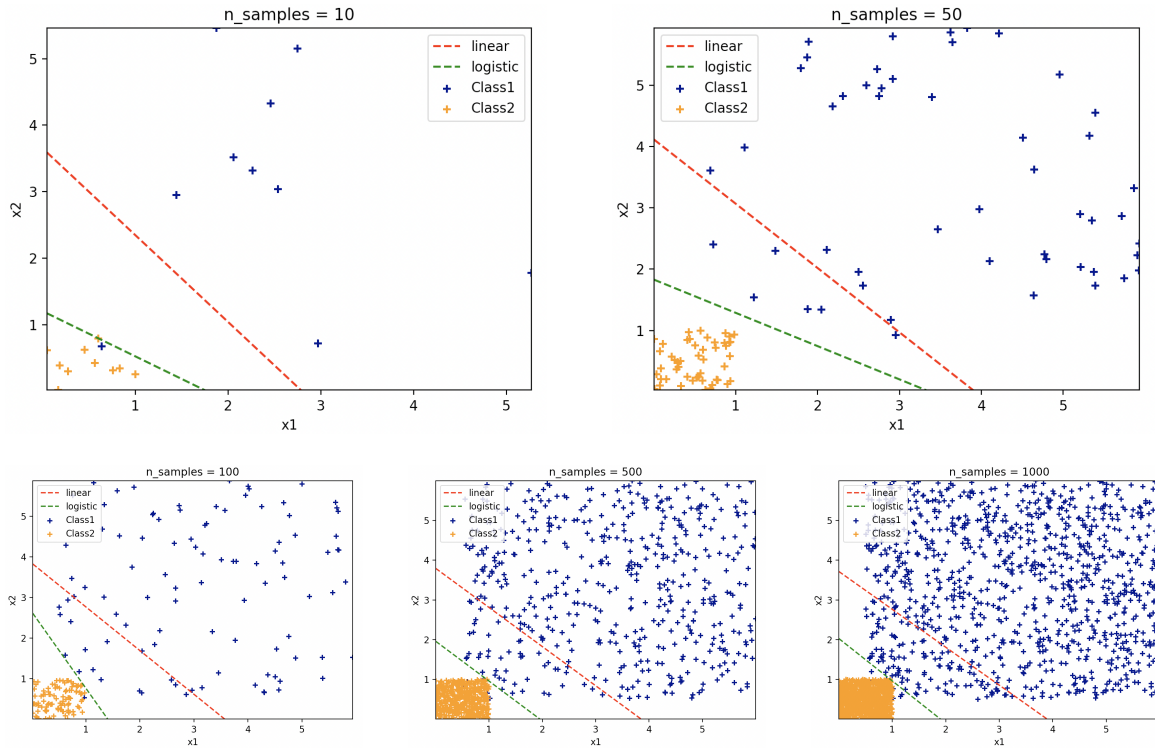 n_samples = 10
linear
logistic
Class1
Class2
5
4
3
2
1
x2
1 2 3 4 5
x1
n_samples = 50
linear
logistic
Class1
Class2
5
4
3
2
1
x2
1 2 3 4 5
x1
n_samples = 100
linear
logistic
Class1
Class2
5
4
3
2
1
x2
1 2 3 4 5
x1
n_samples = 500
linear
logistic
Class1
Class2
5
4
3
2
1
x2
1 2 3 4 5
x1
n_samples = 1000
linear
logistic
Class1
Class2
5
4
3
2
1
x2
1 2 3 4 5
x1